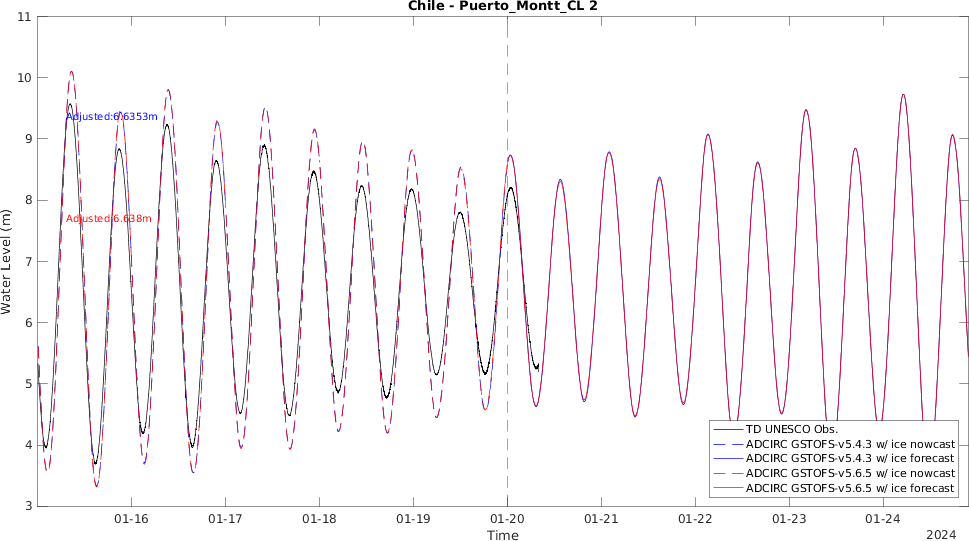 Chile - Puerto_Montt_CL 2
11
10
9
8
7
6
5
4
3
Water Level (m)
Adjusted:6.6353m
Adjusted:6.638m
TD UNESCO Obs.
ADCIRC GSTOFS-v5.4.3 w/ ice nowcast
ADCIRC GSTOFS-v5.4.3 w/ ice forecast
ADCIRC GSTOFS-v5.6.5 w/ ice nowcast
ADCIRC GSTOFS-v5.6.5 w/ ice forecast
01-16 01-17 01-18 01-19 01-20 01-21 01-22 01-23 01-24
Time
2024